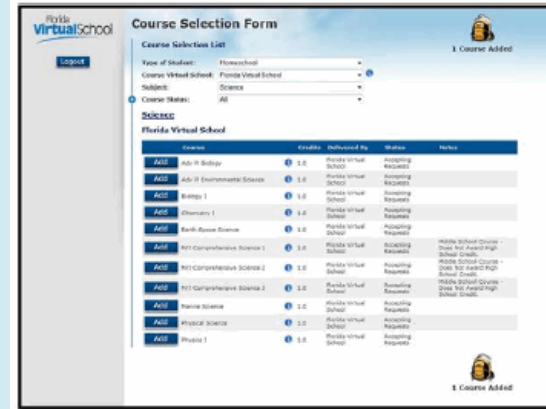 Florida
VirtualSchool
Logout
Course Selection Form
1 Course Added
Course Selection List
Type of Student: Homeschool
Course Virtual School: Florida Virtual School
Subject: Science
Course Status: All
Science
Florida Virtual School
Course Credits Delivered By Status Notes
Add Adv Pl Biology 1.0 Florida Virtual School Accepting Requests
Add Adv Pl Environmental Science 1.0 Florida Virtual School Accepting Requests
Add Biology 1 1.0 Florida Virtual School Accepting Requests
Add Chemistry 1 1.0 Florida Virtual School Accepting Requests
Add Earth-Space Science 1.0 Florida Virtual School Accepting Requests
Add M/J Comprehensive Science 1 1.0 Florida Virtual School Accepting Requests Middle School Course - Does Not Award High School Credit.
Add M/J Comprehensive Science 2 1.0 Florida Virtual School Accepting Requests Middle School Course - Does Not Award High School Credit.
Add M/J Comprehensive Science 3 1.0 Florida Virtual School Accepting Requests Middle School Course - Does Not Award High School Credit.
Add Marine Science 1.0 Florida Virtual School Accepting Requests
Add Physical Science 1.0 Florida Virtual School Accepting Requests
Add Physics 1 1.0 Florida Virtual School Accepting Requests
1 Course Added